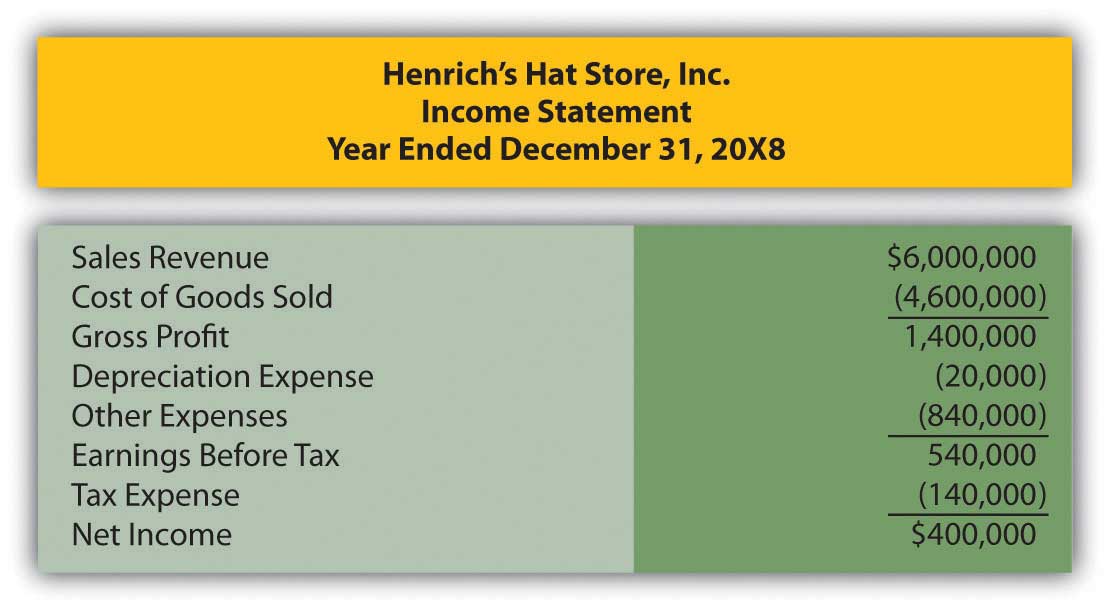 Henrich’s Hat Store, Inc.
Income Statement
Year Ended December 31, 20X8
Sales Revenue $6,000,000
Cost of Goods Sold (4,600,000)
Gross Profit 1,400,000
Depreciation Expense (20,000)
Other Expenses (840,000)
Earnings Before Tax 540,000
Tax Expense (140,000)
Net Income $400,000